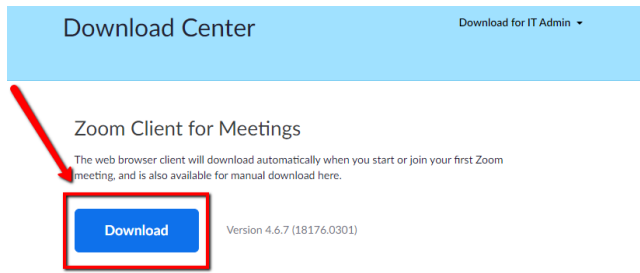 Download Center
Download for IT Admin
Zoom Client for Meetings
The web browser client will download automatically when you start or join your first Zoom
meeting, and is also available for manual download here.
Download
Version 4.6.7 (18176.0301)